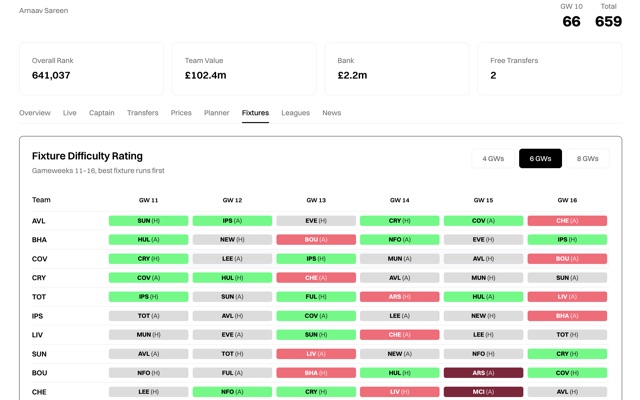 Arnaav Sareen
GW 10 Total
66 659
Overall Rank
641,037
Team Value
£102.4m
Bank
£2.2m
Free Transfers
2
Overview Live Captain Transfers Prices Planner Fixtures Leagues News
Fixture Difficulty Rating
Gameweeks 11–16, best fixture runs first
4 GWs 6 GWs 8 GWs
Team GW 11 GW 12 GW 13 GW 14 GW 15 GW 16
AVL SUN (H) IPS (A) EVE (H) CRY (H) COV (A) CHE (A)
BHA HUL (A) NEW (H) BOU (A) NFO (A) EVE (H) IPS (H)
COV CRY (H) LEE (A) IPS (H) MUN (A) AVL (H) BOU (A)
CRY COV (A) HUL (H) CHE (A) AVL (A) MUN (H) SUN (A)
TOT IPS (H) SUN (A) FUL (H) ARS (H) HUL (A) LIV (A)
IPS TOT (A) AVL (H) COV (A) LEE (A) NEW (H) BHA (A)
LIV MUN (H) EVE (A) SUN (H) CHE (A) LEE (H) TOT (H)
SUN AVL (A) TOT (H) LIV (A) NEW (A) NFO (H) CRY (H)
BOU NFO (H) FUL (A) BHA (H) HUL (H) ARS (A) COV (H)
CHE LEE (H) NFO (A) CRY (H) LIV (H) MCI (A) AVL (H)